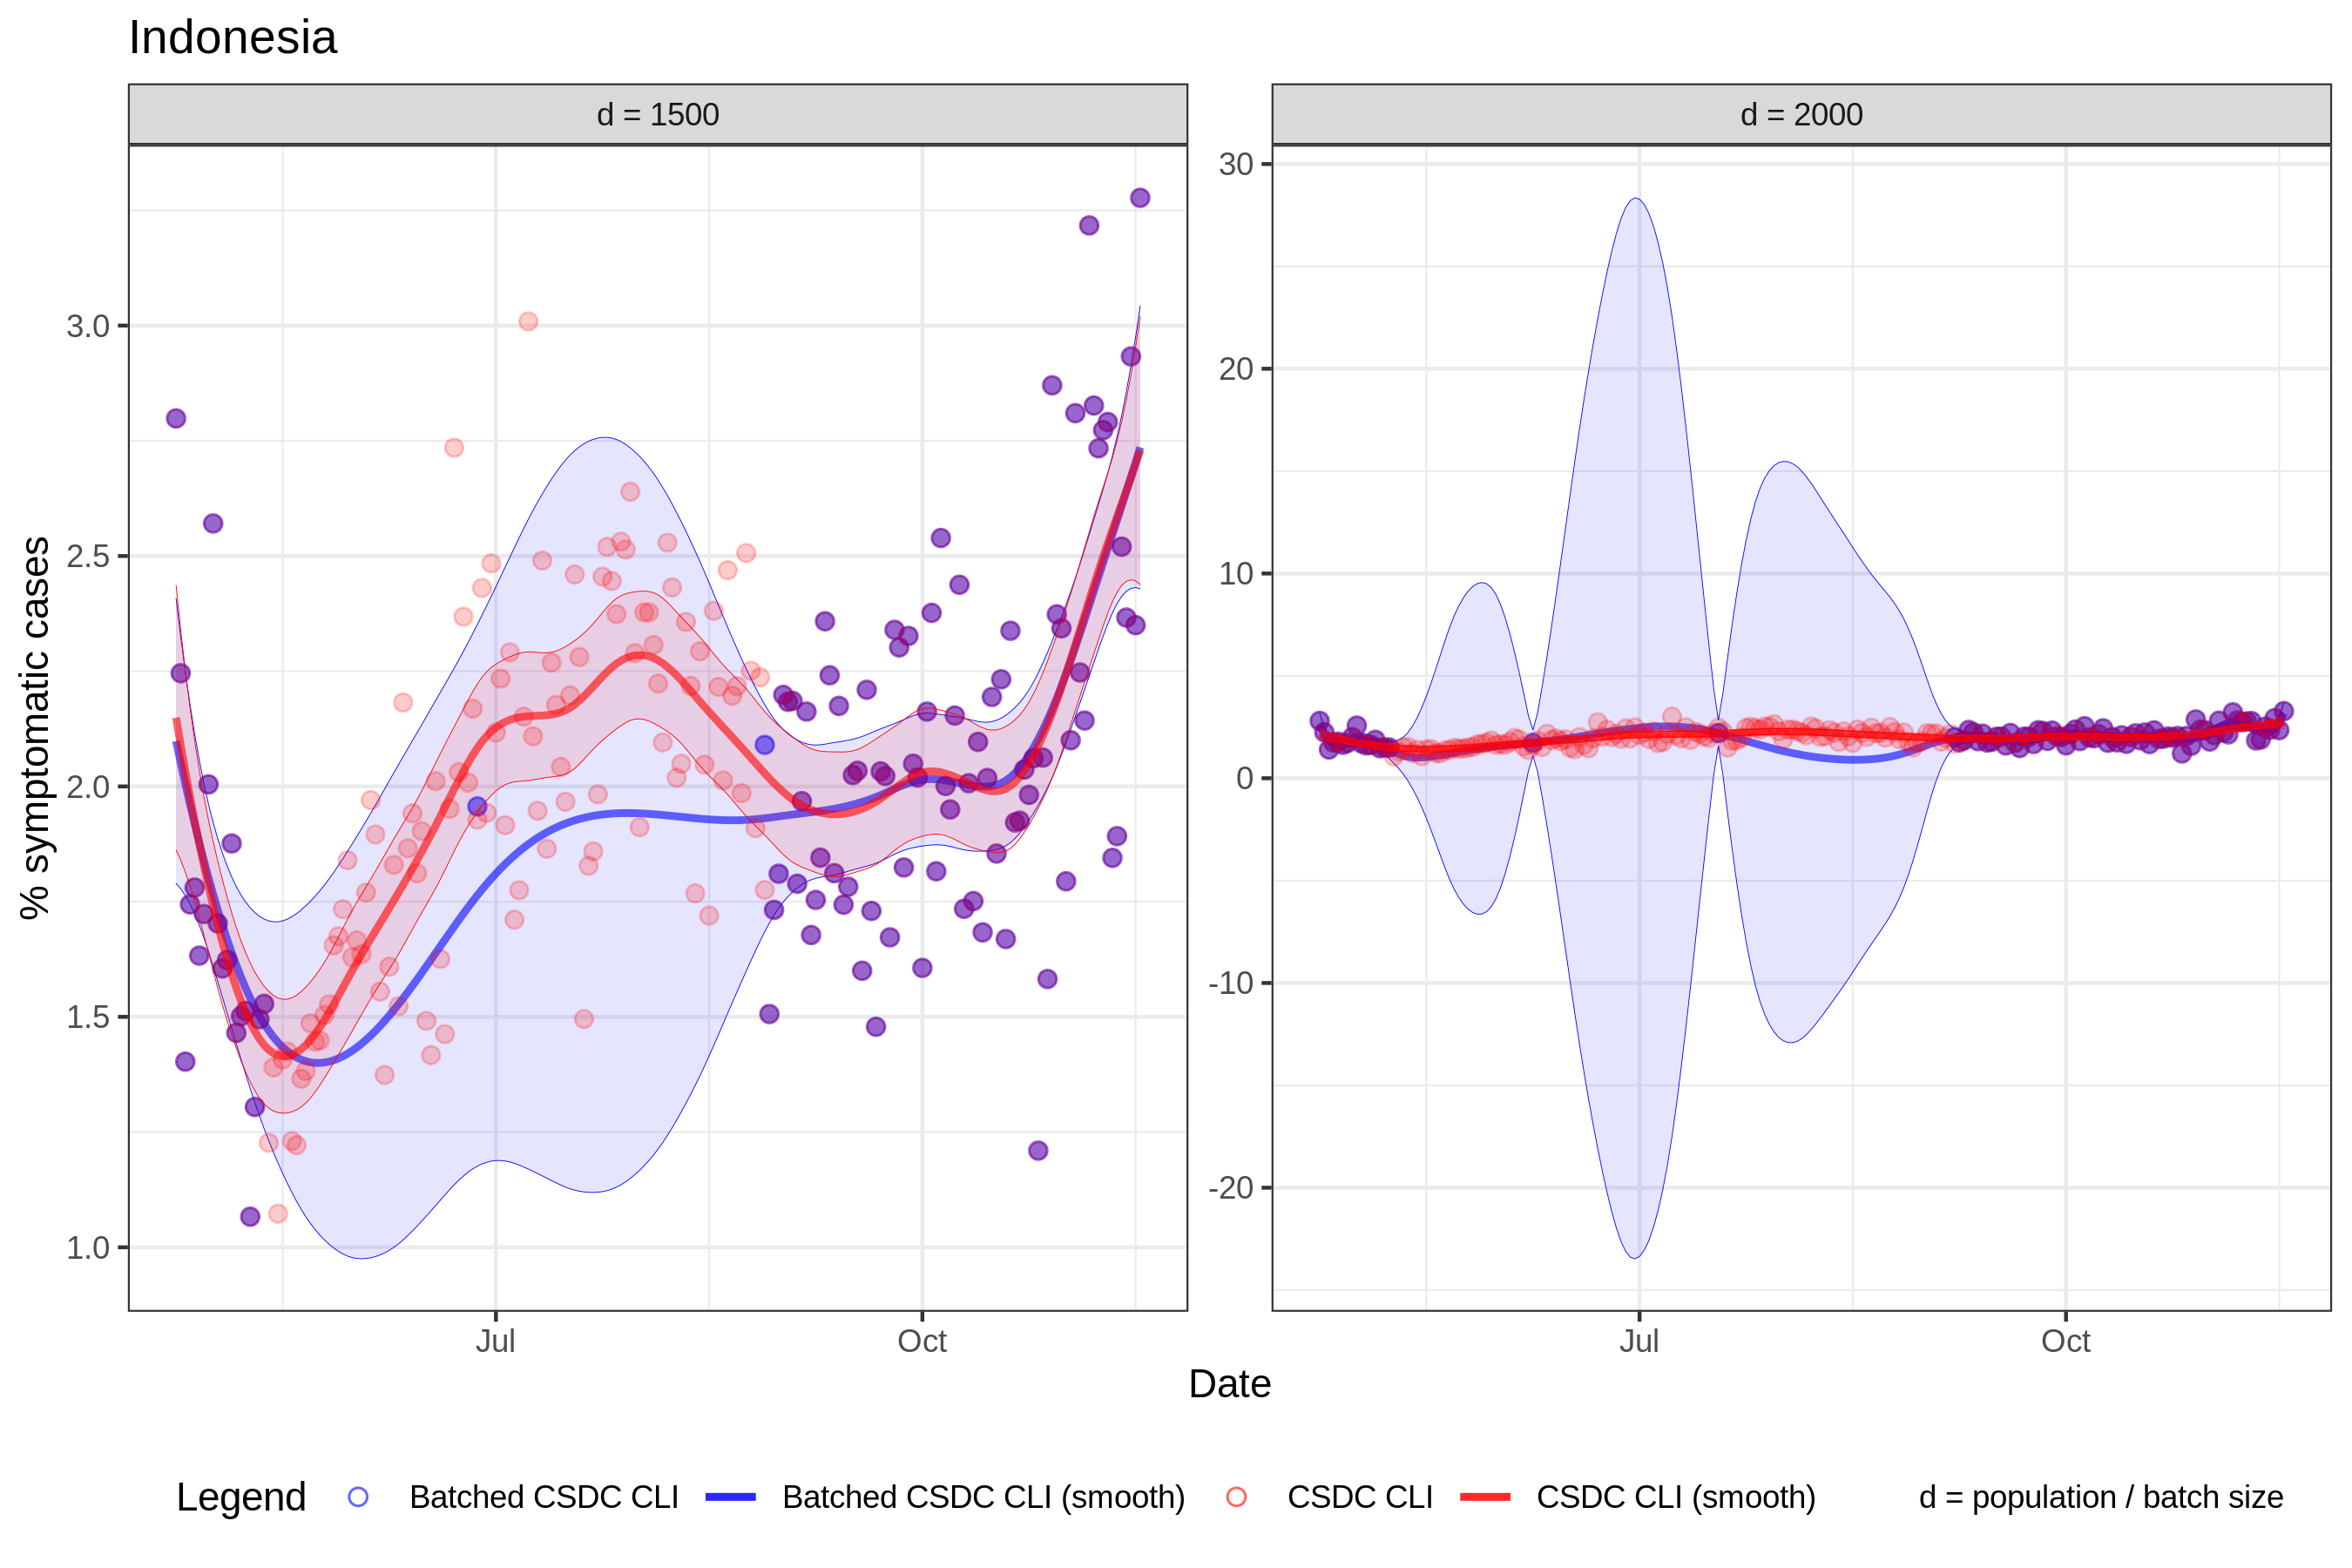 Indonesia
d = 1500
d = 2000
% symptomatic cases
3.0
2.5
2.0
1.5
1.0
30
20
10
0
-10
-20
Jul
Oct
Jul
Oct
Date
Legend
Batched CSDC CLI
Batched CSDC CLI (smooth)
CSDC CLI
CSDC CLI (smooth)
d = population / batch size